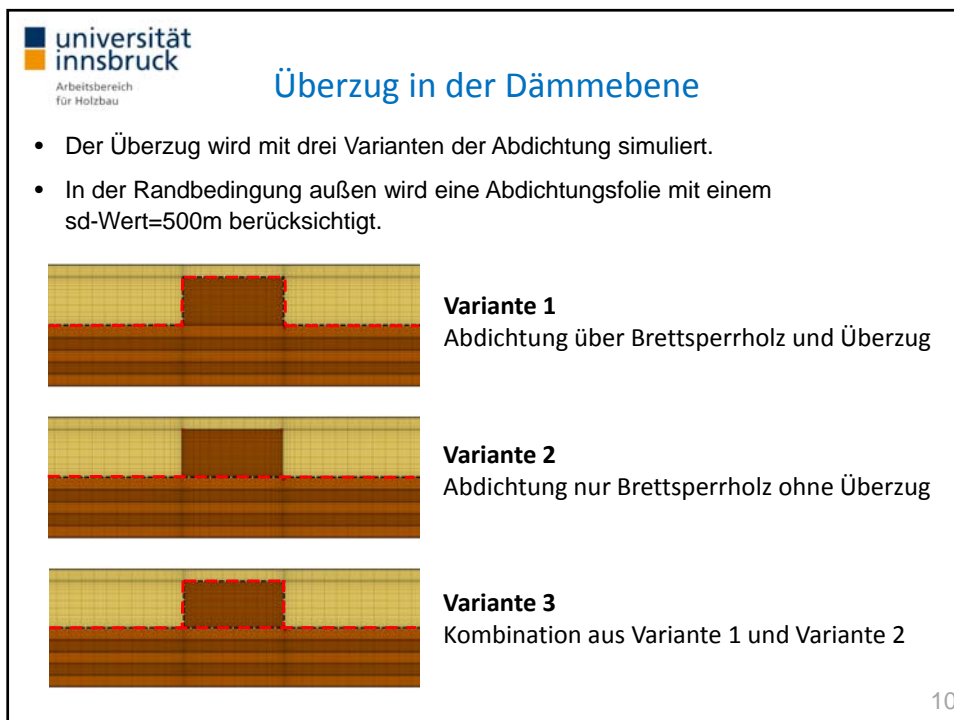 universität
innsbruck
Arbeitsbereich
für Holzbau
Überzug in der Dämmebene
• Der Überzug wird mit drei Varianten der Abdichtung simuliert.
• In der Randbedingung außen wird eine Abdichtungsfolie mit einem
sd-Wert=500m berücksichtigt.
Variante 1
Abdichtung über Brettsperrholz und Überzug
Variante 2
Abdichtung nur Brettsperrholz ohne Überzug
Variante 3
Kombination aus Variante 1 und Variante 2
10